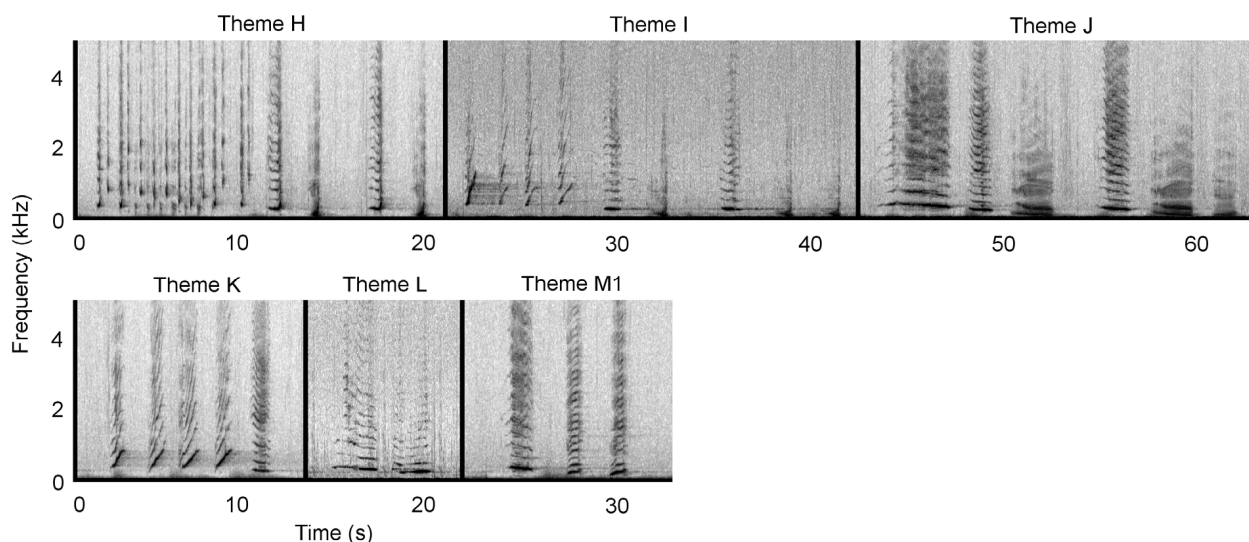 Theme H Theme I Theme J
4
2
0
0 10 20 30 40 50 60
Theme K Theme L Theme M1
4
2
0
0 10 20 30
Time (s)
Frequency (kHz)